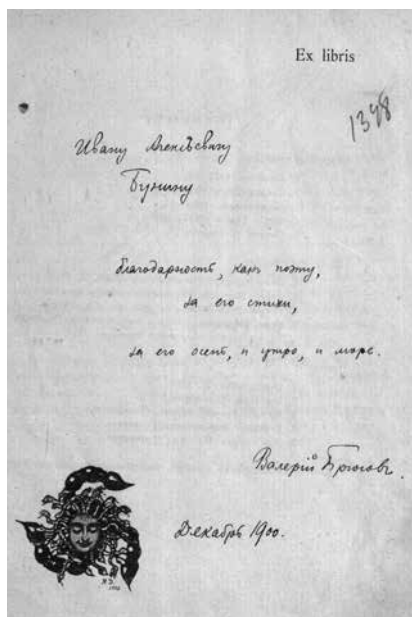 Ex libris
1348
Ивану Алексѣевичу
Бунину
благодарность, какъ поэту,
за его стихи,
за его осень, и утро, и море.
Валерій Брюсовъ
Декабрь 1900.